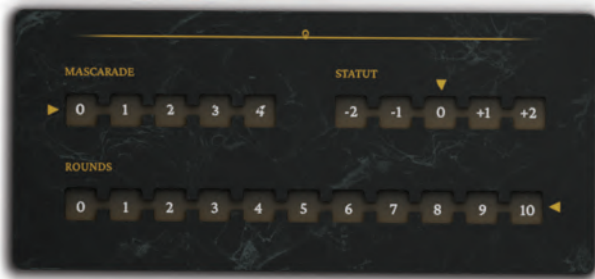 MASCARADE
0 1 2 3 4
STATUT
-2 -1 0 +1 +2
ROUNDS
0 1 2 3 4 5 6 7 8 9 10